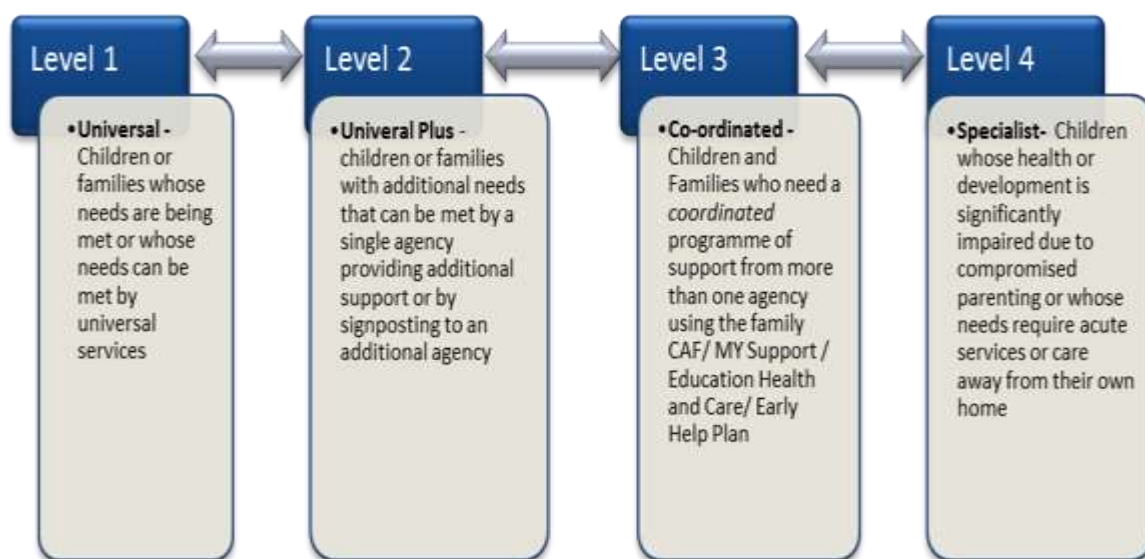 Level 1
•Universal -
Children or
families whose
needs are being
met or whose
needs can be
met by
universal
services
Level 2
•Univeral Plus -
children or families
with additional needs
that can be met by a
single agency
providing additional
support or by
signposting to an
additional agency
Level 3
•Co-ordinated -
Children and
Families who need a
coordinated
programme of
support from more
than one agency
using the family
CAF/ MY Support /
Education Health
and Care/ Early
Help Plan
Level 4
•Specialist- Children
whose health or
development is
significantly
impaired due to
compromised
parenting or whose
needs require acute
services or care
away from their own
home